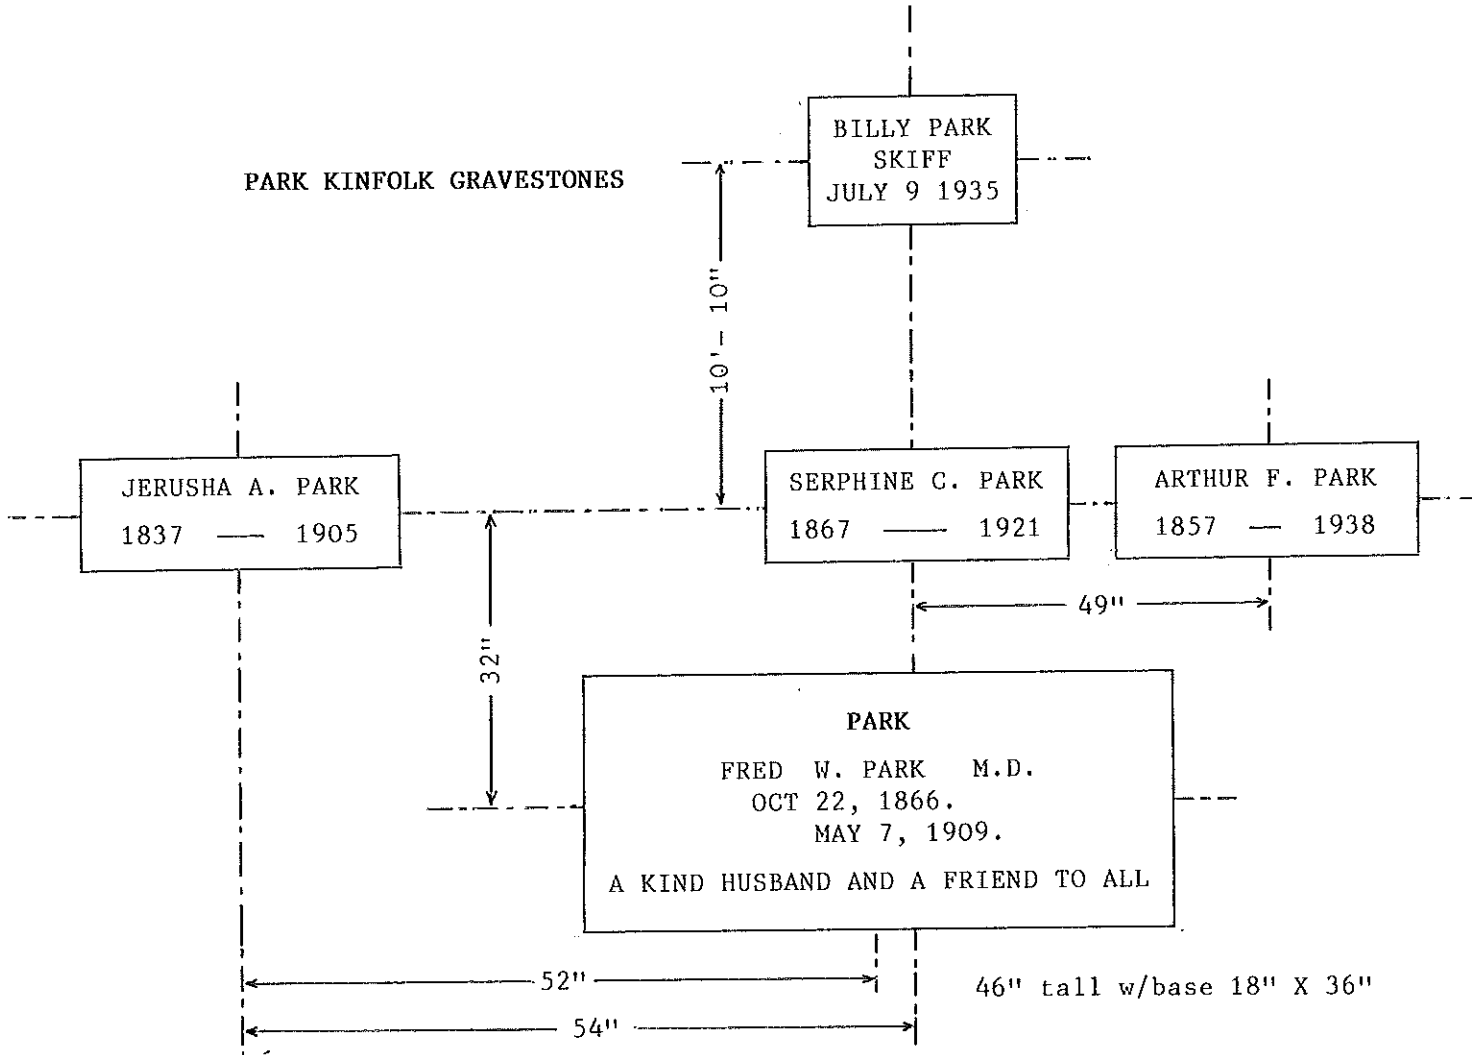 BILLY PARK
SKIFF
JULY 9 1935
PARK KINFOLK GRAVESTONES
10'- 10"
JERUSHA A. PARK
1837 — 1905
SERPHINE C. PARK
1867 — 1921
ARTHUR F. PARK
1857 — 1938
49"
32"
PARK
FRED W. PARK M.D.
OCT 22, 1866.
MAY 7, 1909.
A KIND HUSBAND AND A FRIEND TO ALL
52"
46" tall w/base 18" X 36"
54"